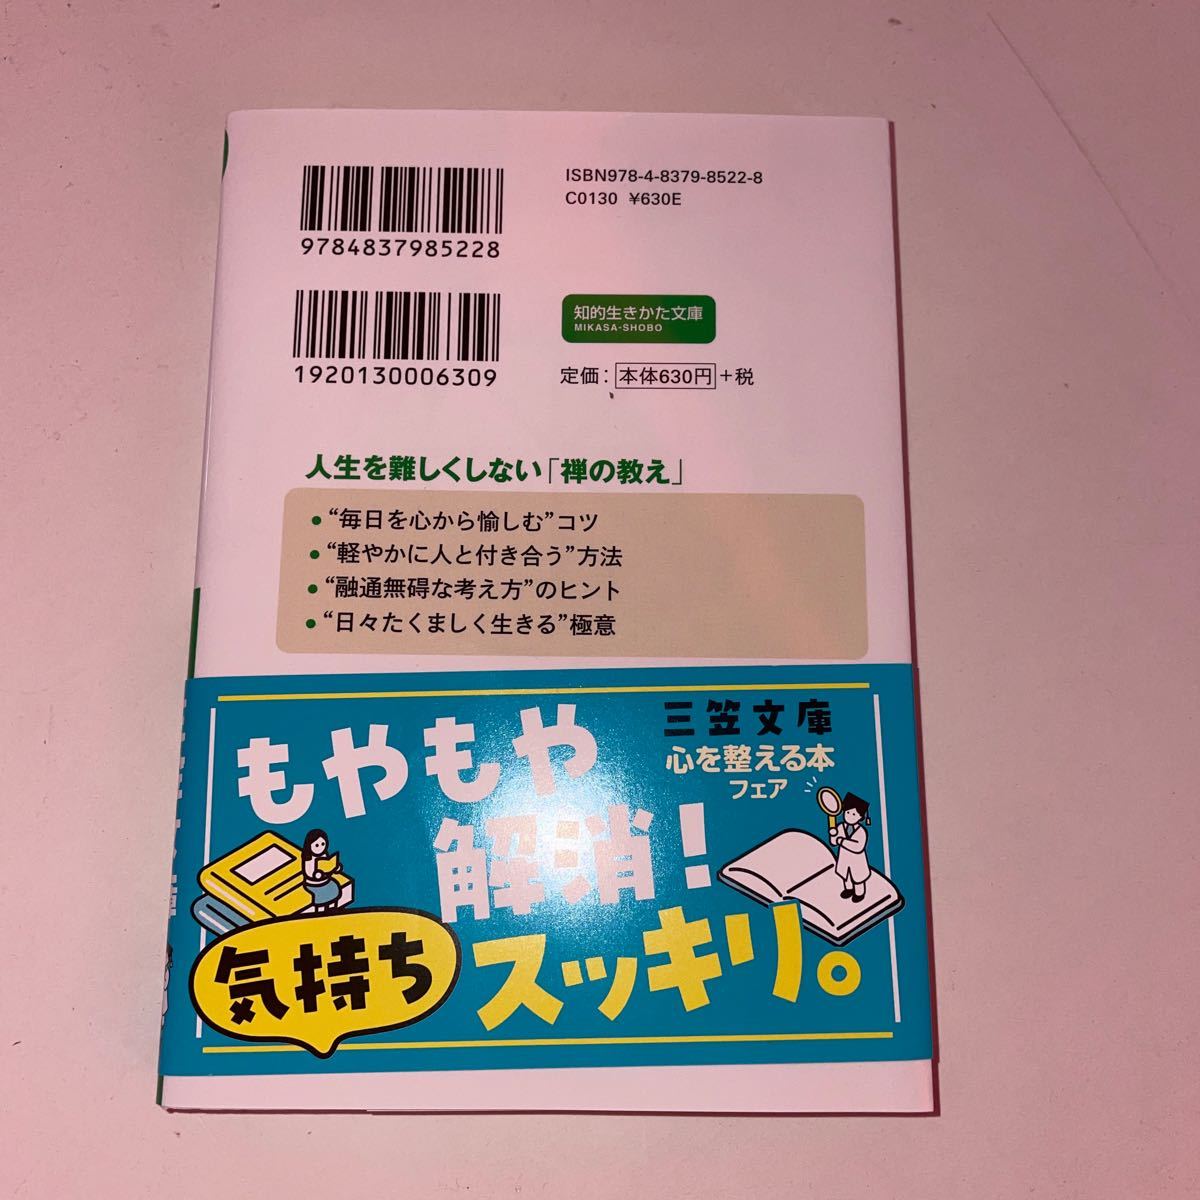 ISBN978-4-8379-8522-8
C0130 ¥630E
9784837985228
1920130006309
知的生きかた文庫
MIKASA-SHOBO
定価：本体630円＋税
人生を難しくしない「禅の教え」
●“毎日を心から愉しむ”コツ
●“軽やかに人と付き合う”方法
●“融通無碍な考え方”のヒント
●“日々たくましく生きる”極意
三笠文庫
心を整える本
フェア
もやもや
解消！
気持ち
スッキリ。